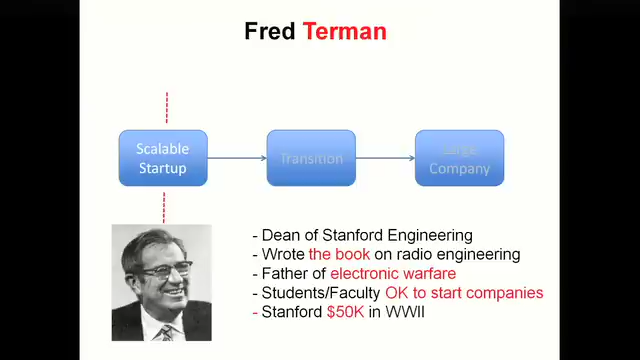 Fred Terman
Scalable
Startup
Transition
Large
Company
- Dean of Stanford Engineering
- Wrote the book on radio engineering
- Father of electronic warfare
- Students/Faculty OK to start companies
- Stanford $50K in WWII